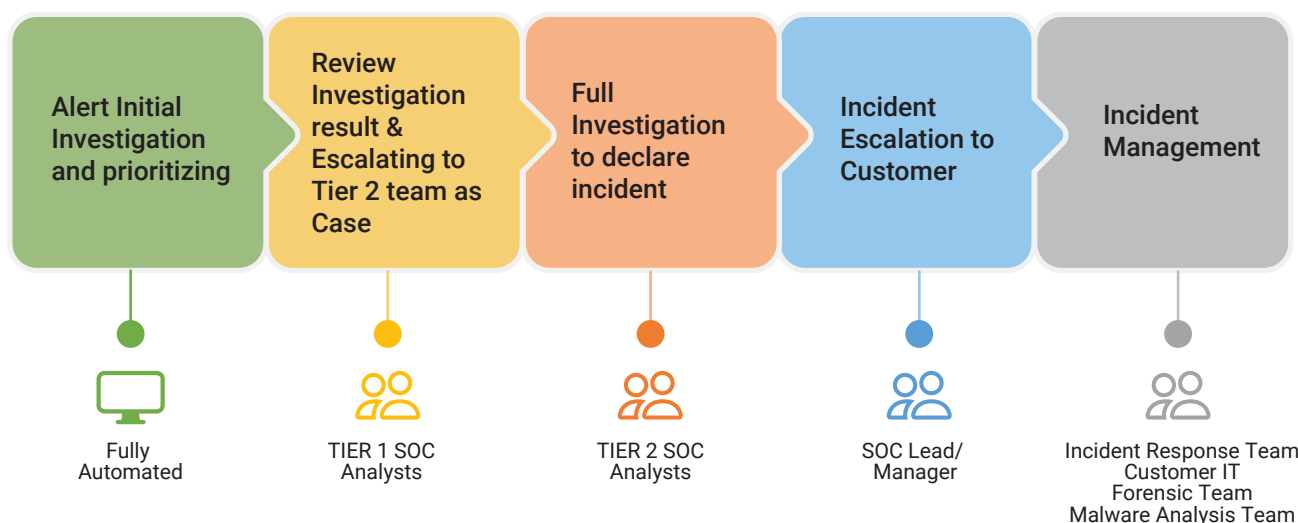 Alert Initial
Investigation
and prioritizing
Review
Investigation
result &
Escalating to
Tier 2 team as
Case
Full
Investigation
to declare
incident
Incident
Escalation to
Customer
Incident
Management
Fully
Automated
TIER 1 SOC
Analysts
TIER 2 SOC
Analysts
SOC Lead/
Manager
Incident Response Team
Customer IT
Forensic Team
Malware Analysis Team